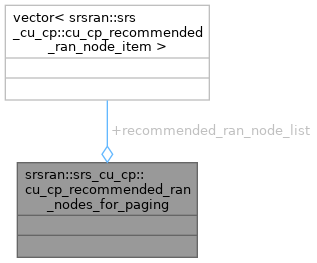 vector< srsran::srs
_cu_cp::cu_cp_recommended
_ran_node_item >
+recommended_ran_node_list
srsran::srs_cu_cp::
cu_cp_recommended_ran
_nodes_for_paging